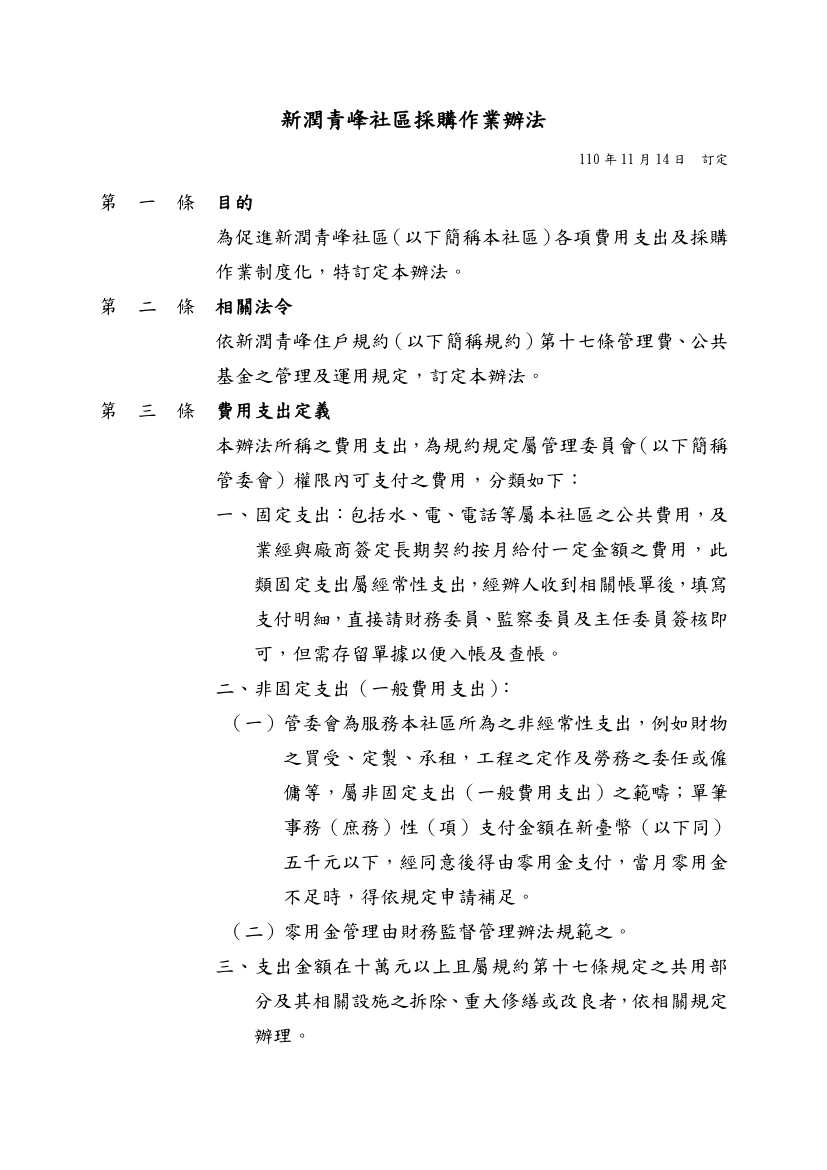 新潤青峰社區採購作業辦法
110 年 11 月 14 日　訂定
第　一　條　目的
為促進新潤青峰社區（以下簡稱本社區）各項費用支出及採購
作業制度化，特訂定本辦法。
第　二　條　相關法令
依新潤青峰住戶規約（以下簡稱規約）第十七條管理費、公共
基金之管理及運用規定，訂定本辦法。
第　三　條　費用支出定義
本辦法所稱之費用支出，為規約規定屬管理委員會（以下簡稱
管委會）權限內可支付之費用，分類如下：
一、固定支出：包括水、電、電話等屬本社區之公共費用，及
業經與廠商簽定長期契約按月給付一定金額之費用，此
類固定支出屬經常性支出，經辦人收到相關帳單後，填寫
支付明細，直接請財務委員、監察委員及主任委員簽核即
可，但需存留單據以便入帳及查帳。
二、非固定支出（一般費用支出）：
（一）管委會為服務本社區所為之非經常性支出，例如財物
之買受、定製、承租，工程之定作及勞務之委任或僱
傭等，屬非固定支出（一般費用支出）之範疇；單筆
事務（庶務）性（項）支付金額在新臺幣（以下同）
五千元以下，經同意後得由零用金支付，當月零用金
不足時，得依規定申請補足。
（二）零用金管理由財務監督管理辦法規範之。
三、支出金額在十萬元以上且屬規約第十七條規定之共用部
分及其相關設施之拆除、重大修繕或改良者，依相關規定
辦理。